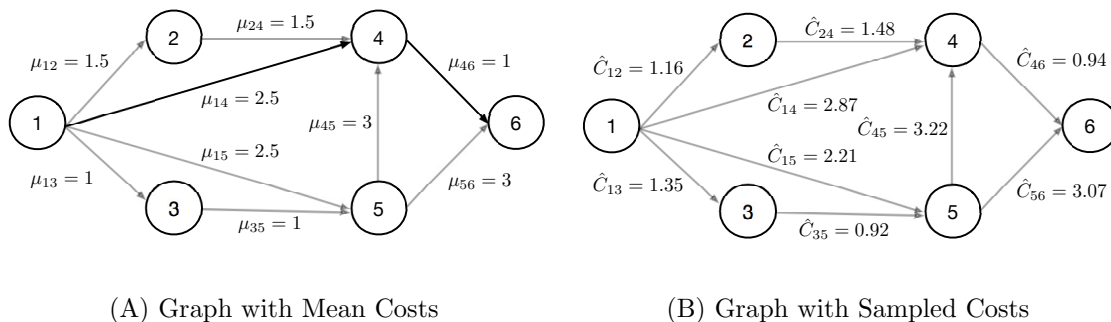 2
μ₂₄ = 1.5
4
μ₁₂ = 1.5
μ₄₆ = 1
1
μ₁₄ = 2.5
μ₄₅ = 3
6
μ₁₅ = 2.5
μ₁₃ = 1
μ₅₆ = 3
3
μ₃₅ = 1
5
(A) Graph with Mean Costs
2
Ĉ₂₄ = 1.48
4
Ĉ₁₂ = 1.16
Ĉ₄₆ = 0.94
1
Ĉ₁₄ = 2.87
Ĉ₄₅ = 3.22
6
Ĉ₁₅ = 2.21
Ĉ₁₃ = 1.35
Ĉ₅₆ = 3.07
3
Ĉ₃₅ = 0.92
5
(B) Graph with Sampled Costs